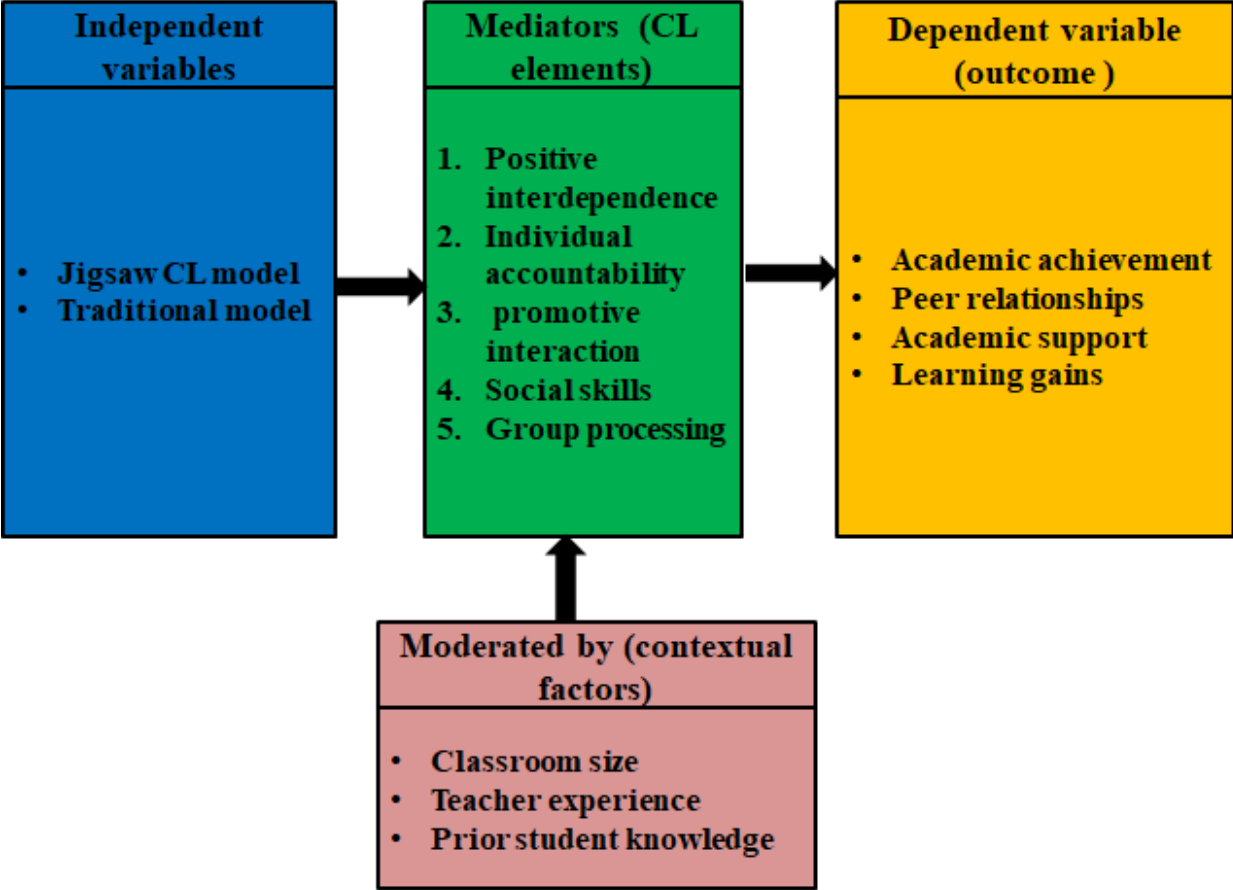 Independent
variables
• Jigsaw CL model
• Traditional model
Mediators (CL
elements)
1. Positive
interdependence
2. Individual
accountability
3. promotive
interaction
4. Social skills
5. Group processing
Dependent variable
(outcome )
• Academic achievement
• Peer relationships
• Academic support
• Learning gains
Moderated by (contextual
factors)
• Classroom size
• Teacher experience
• Prior student knowledge